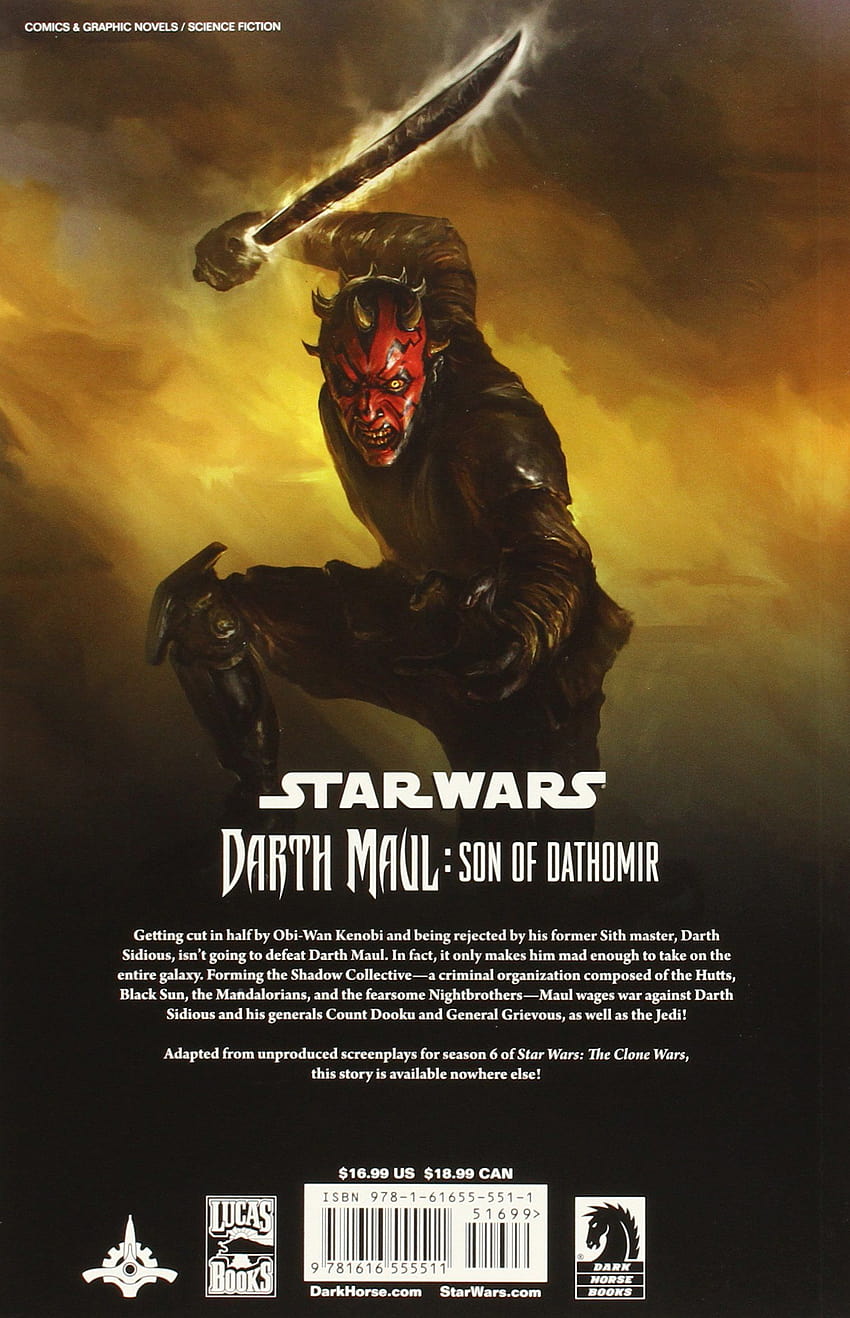 COMICS & GRAPHIC NOVELS / SCIENCE FICTION
STAR WARS
DARTH MAUL: SON OF DATHOMIR
Getting cut in half by Obi-Wan Kenobi and being rejected by his former Sith master, Darth
Sidious, isn’t going to defeat Darth Maul. In fact, it only makes him mad enough to take on the
entire galaxy. Forming the Shadow Collective—a criminal organization composed of the Hutts,
Black Sun, the Mandalorians, and the fearsome Nightbrothers—Maul wages war against Darth
Sidious and his generals Count Dooku and General Grievous, as well as the Jedi!
Adapted from unproduced screenplays for season 6 of Star Wars: The Clone Wars,
this story is available nowhere else!
$16.99 US $18.99 CAN
ISBN 978-1-61655-551-1
51699>
9 781616 555511
DarkHorse.com StarWars.com
LUCAS
BOOKS
®
DARK
HORSE
BOOKS